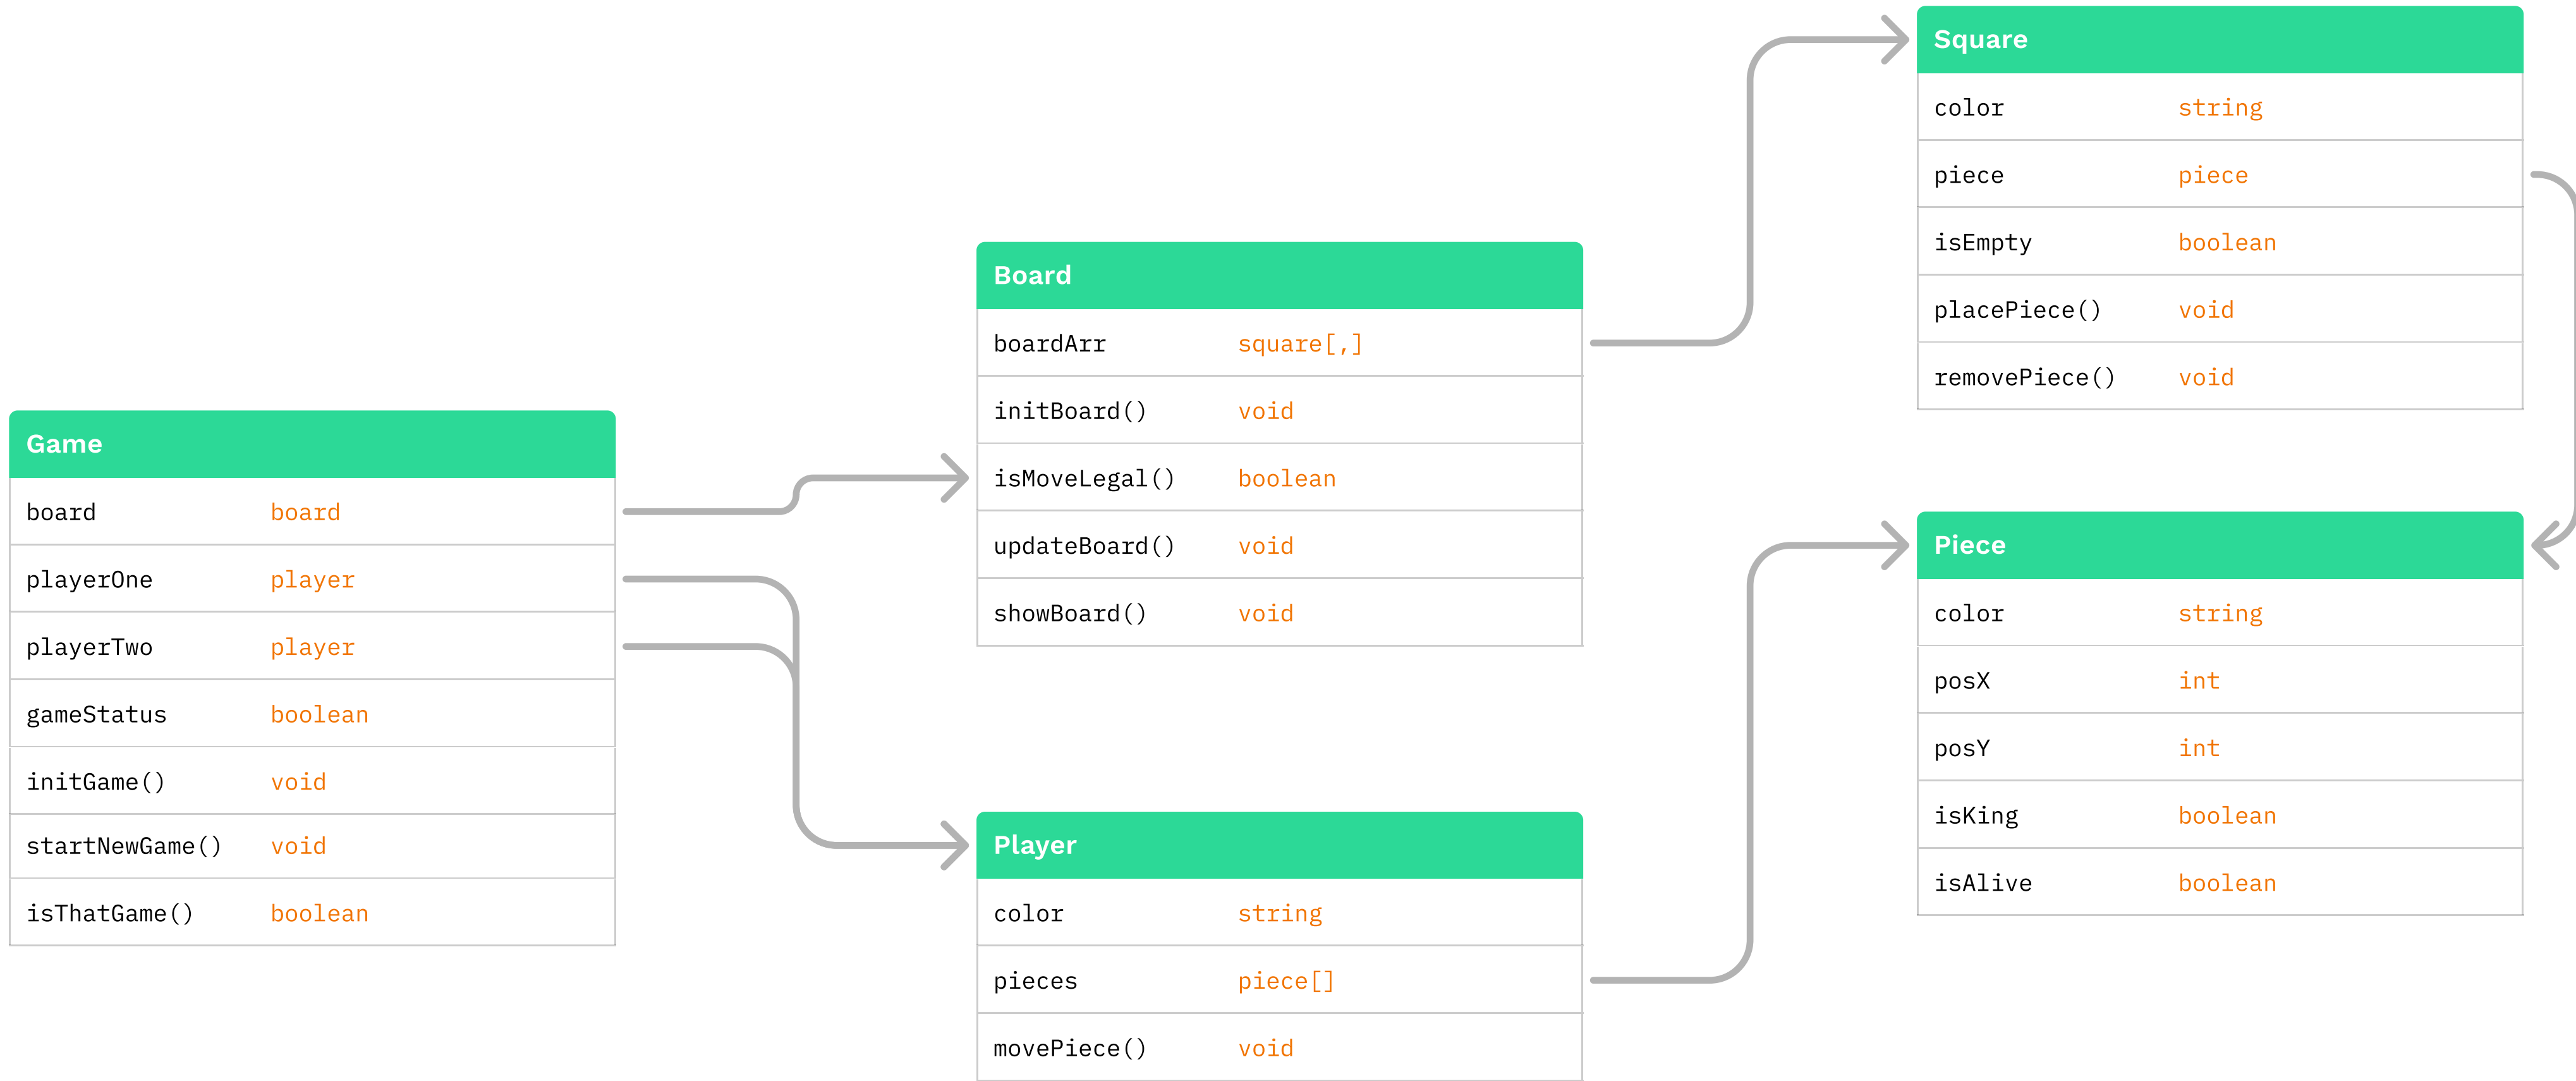 Game
board board
playerOne player
playerTwo player
gameStatus boolean
initGame() void
startNewGame() void
isThatGame() boolean
Board
boardArr square[,]
initBoard() void
isMoveLegal() boolean
updateBoard() void
showBoard() void
Player
color string
pieces piece[]
movePiece() void
Square
color string
piece piece
isEmpty boolean
placePiece() void
removePiece() void
Piece
color string
posX int
posY int
isKing boolean
isAlive boolean